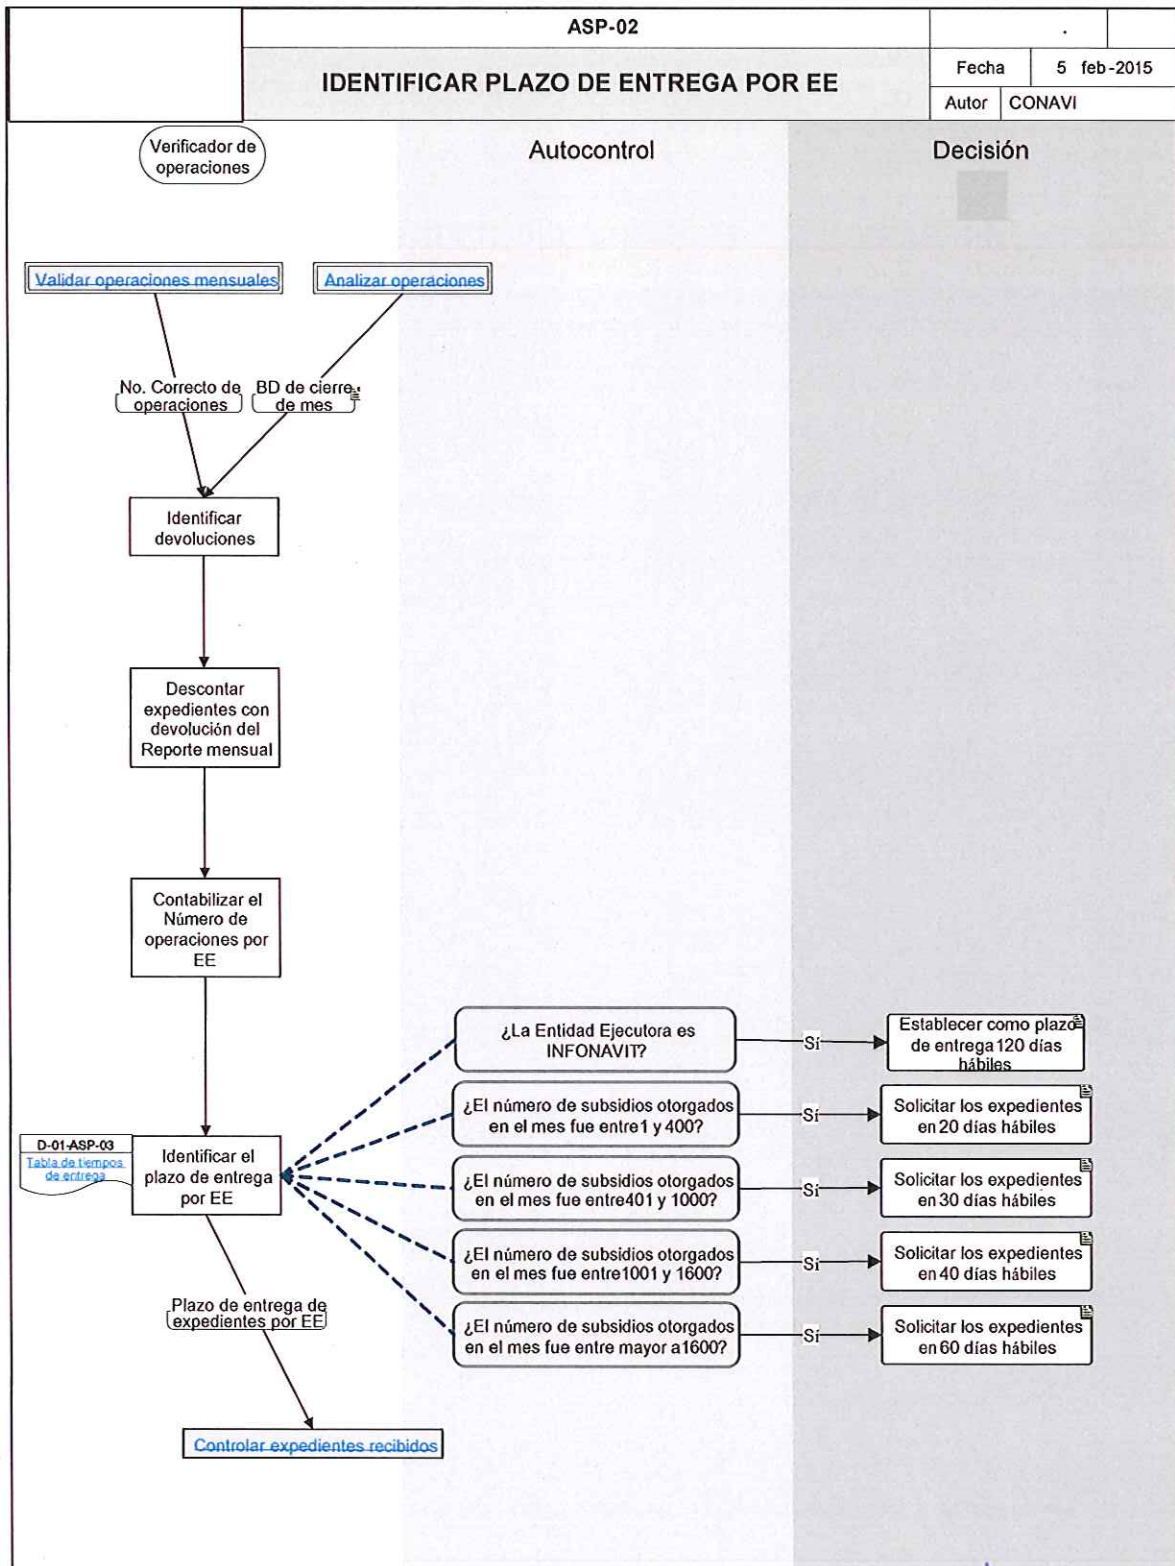 ASP-02
IDENTIFICAR PLAZO DE ENTREGA POR EE
Fecha
5 feb-2015
Autor
CONAVI
Verificador de
operaciones
Autocontrol
Decisión
Validar operaciones mensuales
Analizar operaciones
No. Correcto de
operaciones
BD de cierre
de mes
Identificar
devoluciones
Descontar
expedientes con
devolución del
Reporte mensual
Contabilizar el
Número de
operaciones por
EE
¿La Entidad Ejecutora es
INFONAVIT?
Sí
Establecer como plazo
de entrega 120 días
hábiles
¿El número de subsidios otorgados
en el mes fue entre1 y 400?
Sí
Solicitar los expedientes
en 20 días hábiles
D-01-ASP-03
Tabla de tiempos
de entrega
Identificar el
plazo de entrega
por EE
¿El número de subsidios otorgados
en el mes fue entre401 y 1000?
Sí
Solicitar los expedientes
en 30 días hábiles
¿El número de subsidios otorgados
en el mes fue entre1001 y 1600?
Sí
Solicitar los expedientes
en 40 días hábiles
Plazo de entrega de
expedientes por EE
¿El número de subsidios otorgados
en el mes fue entre mayor a1600?
Sí
Solicitar los expedientes
en 60 días hábiles
Controlar expedientes recibidos